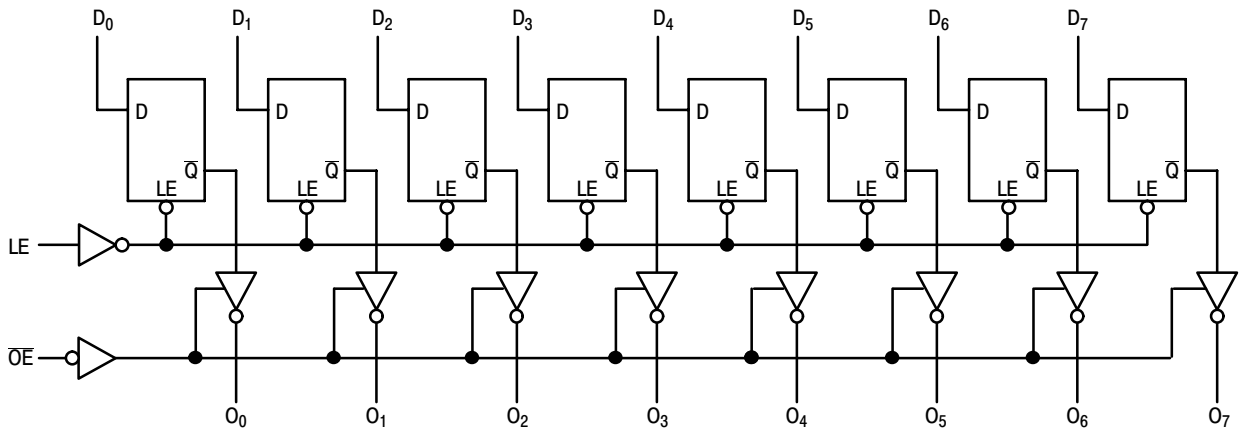 D₀ D₁ D₂ D₃ D₄ D₅ D₆ D₇
D D D D D D D D
Q̅ Q̅ Q̅ Q̅ Q̅ Q̅ Q̅ Q̅
LE LE LE LE LE LE LE LE
LE
O̅E̅
O₀ O₁ O₂ O₃ O₄ O₅ O₆ O₇